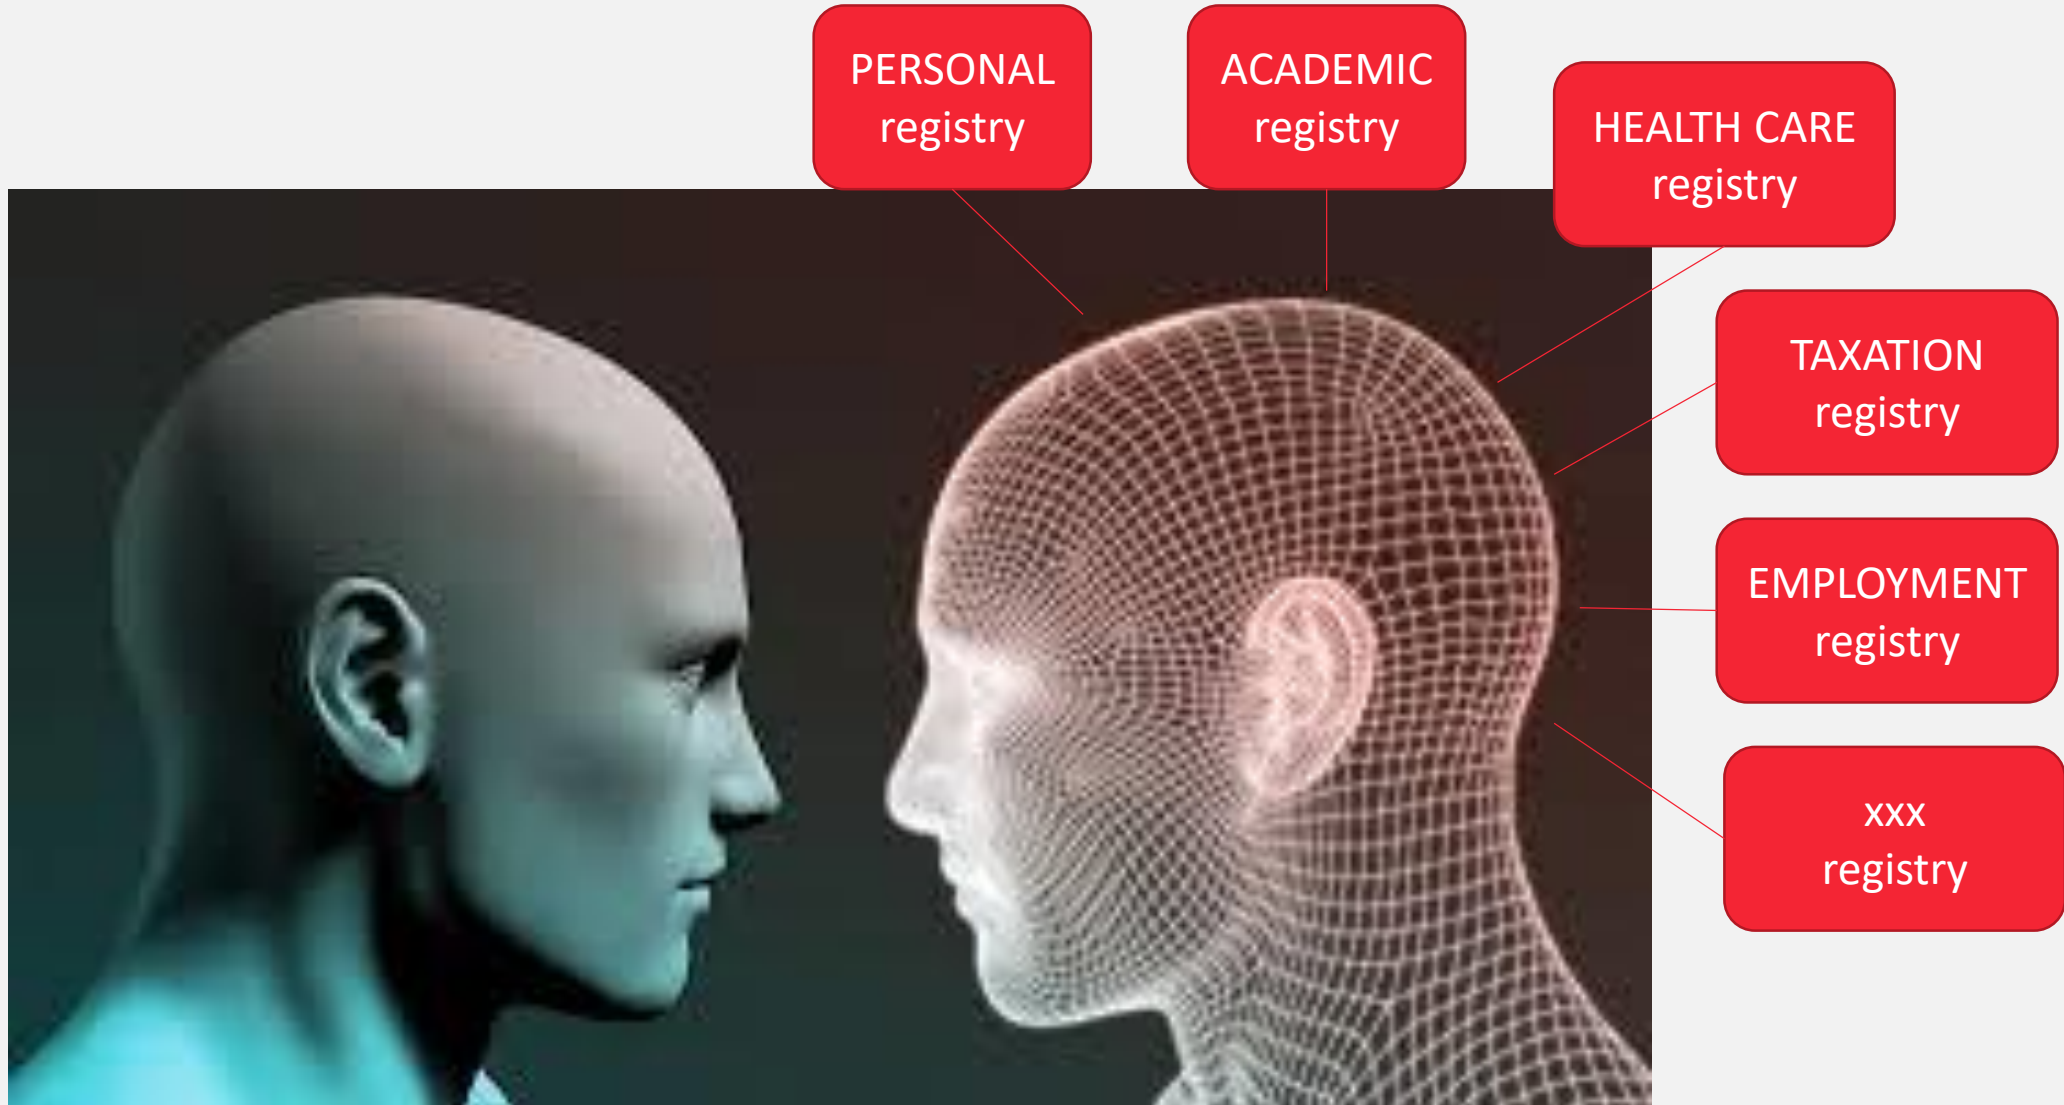 PERSONAL
registry
ACADEMIC
registry
HEALTH CARE
registry
TAXATION
registry
EMPLOYMENT
registry
xxx
registry